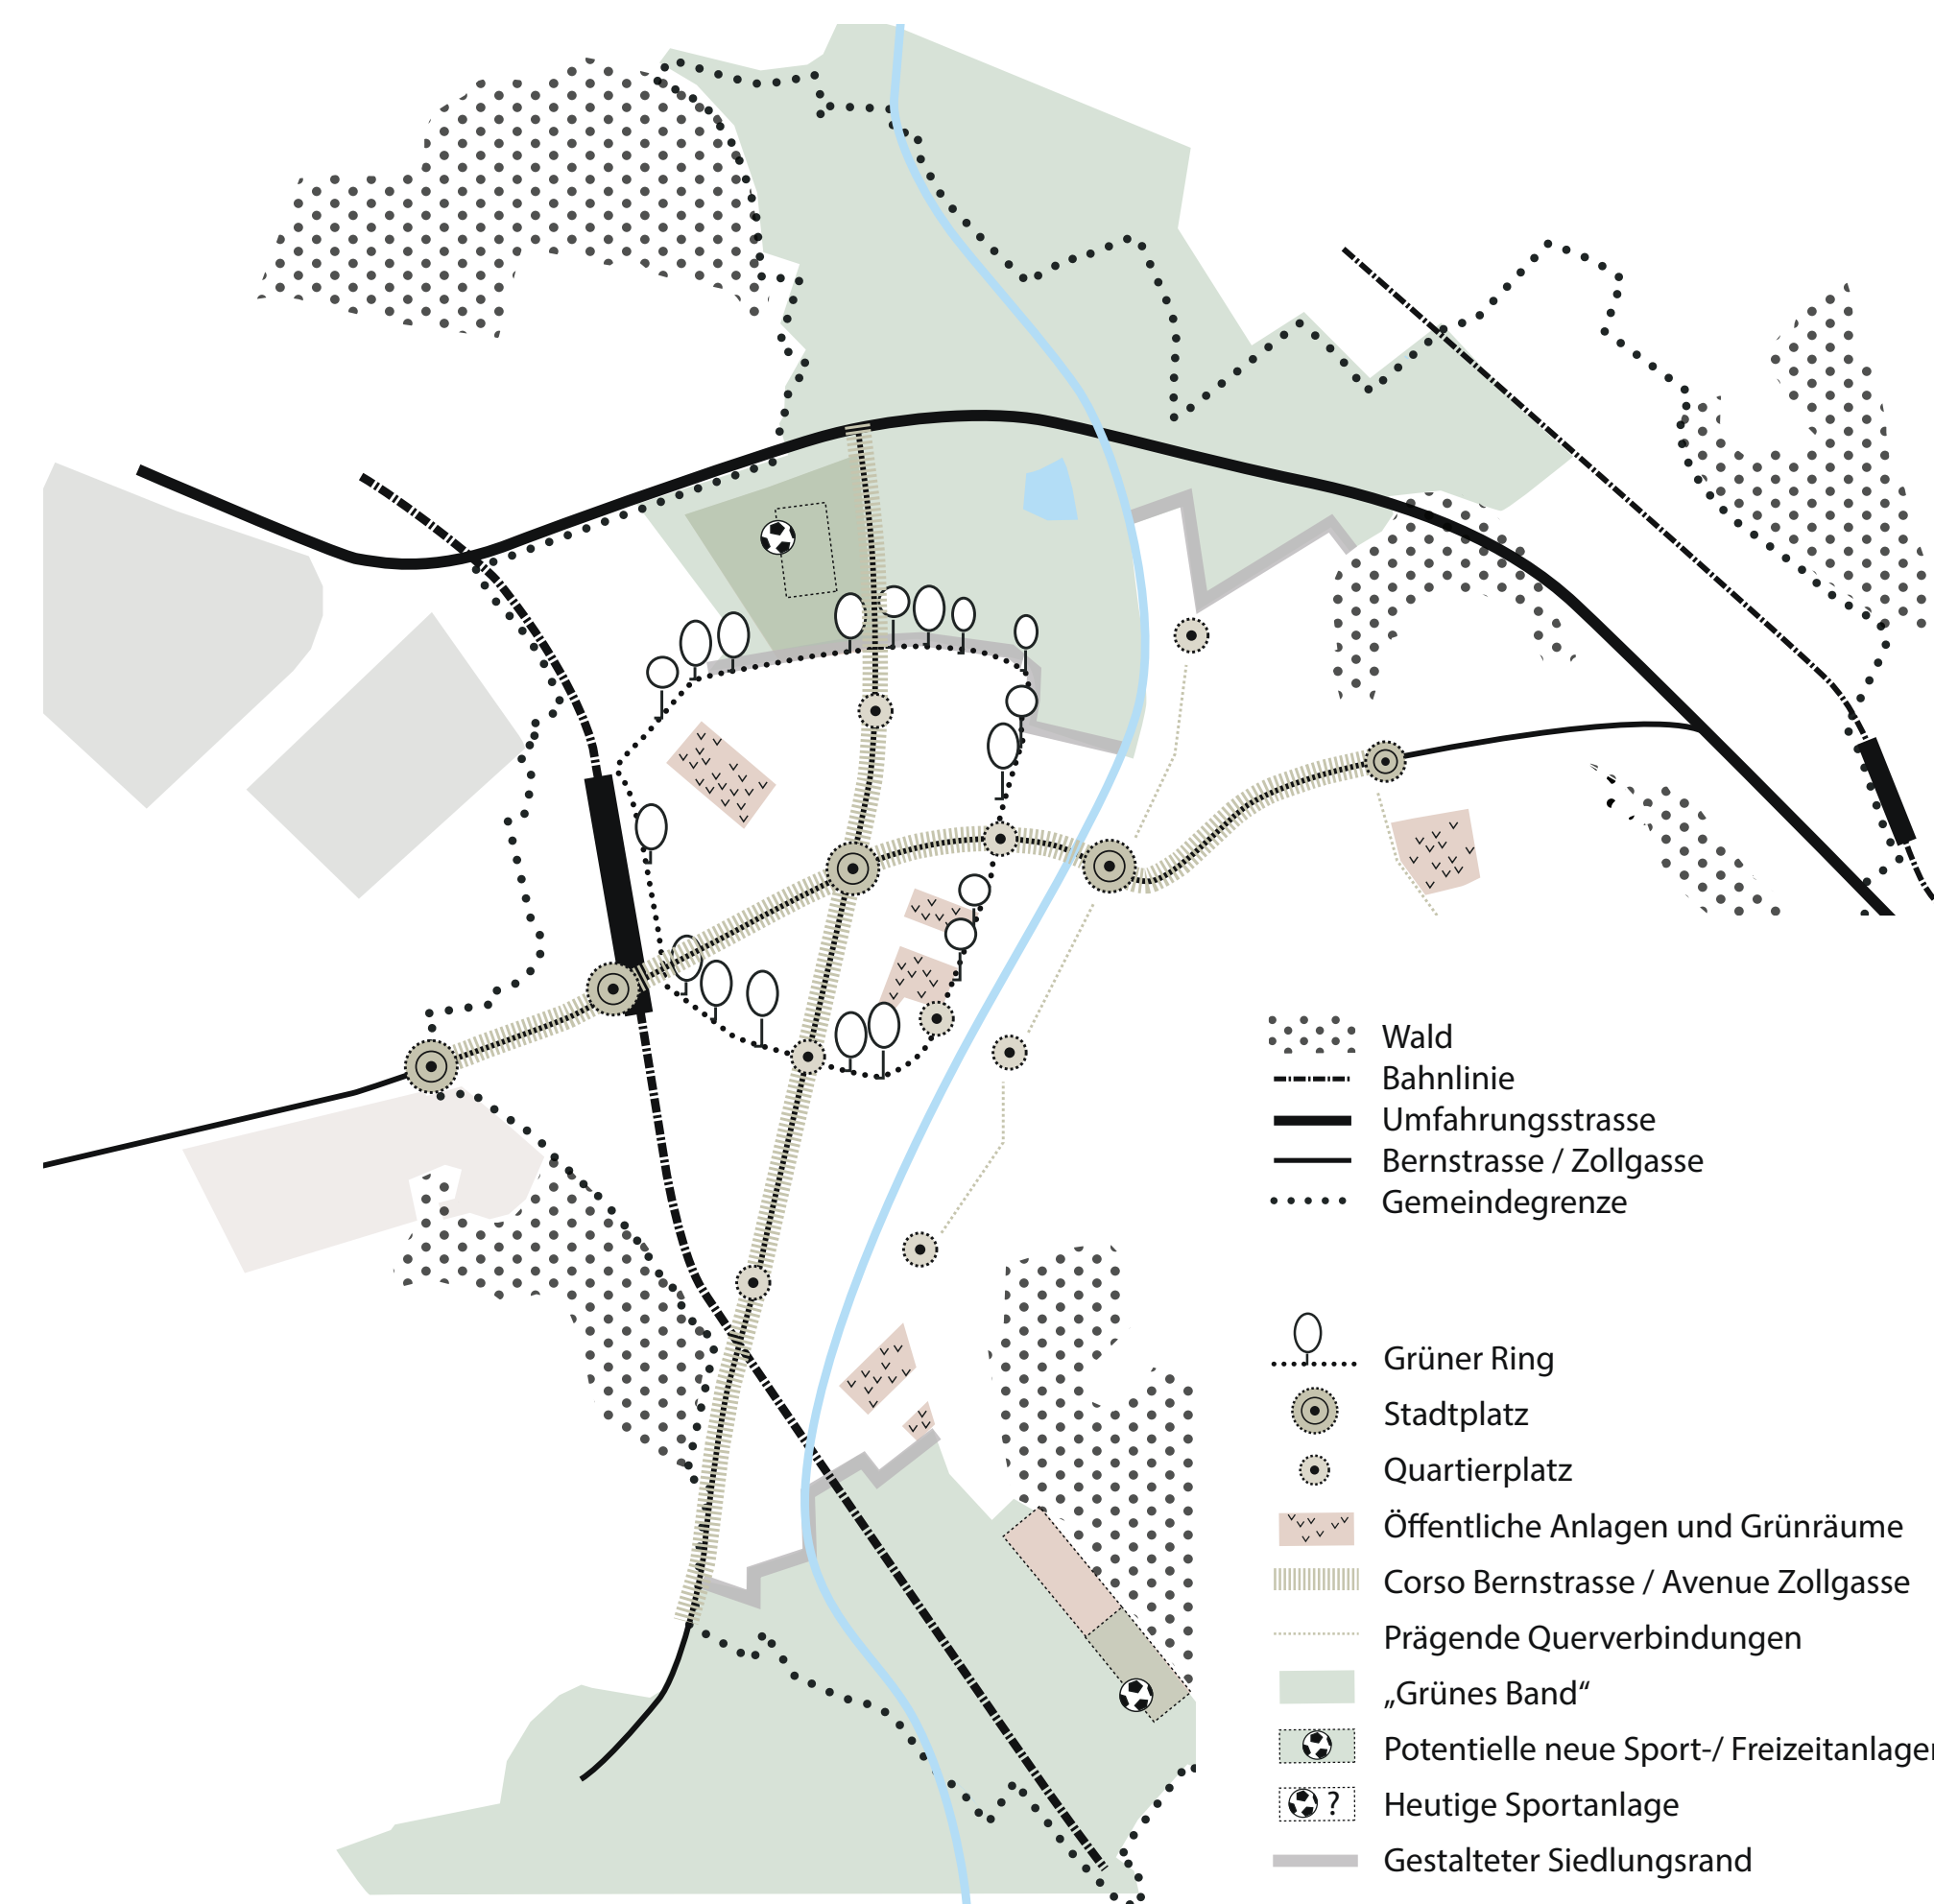 Wald
Bahnlinie
Umfahrungsstrasse
Bernstrasse / Zollgasse
Gemeindegrenze
Grüner Ring
Stadtplatz
Quartierplatz
Öffentliche Anlagen und Grünräume
Corso Bernstrasse / Avenue Zollgasse
Prägende Querverbindungen
„Grünes Band“
Potentielle neue Sport-/ Freizeitanlagen
?
Heutige Sportanlage
Gestalteter Siedlungsrand